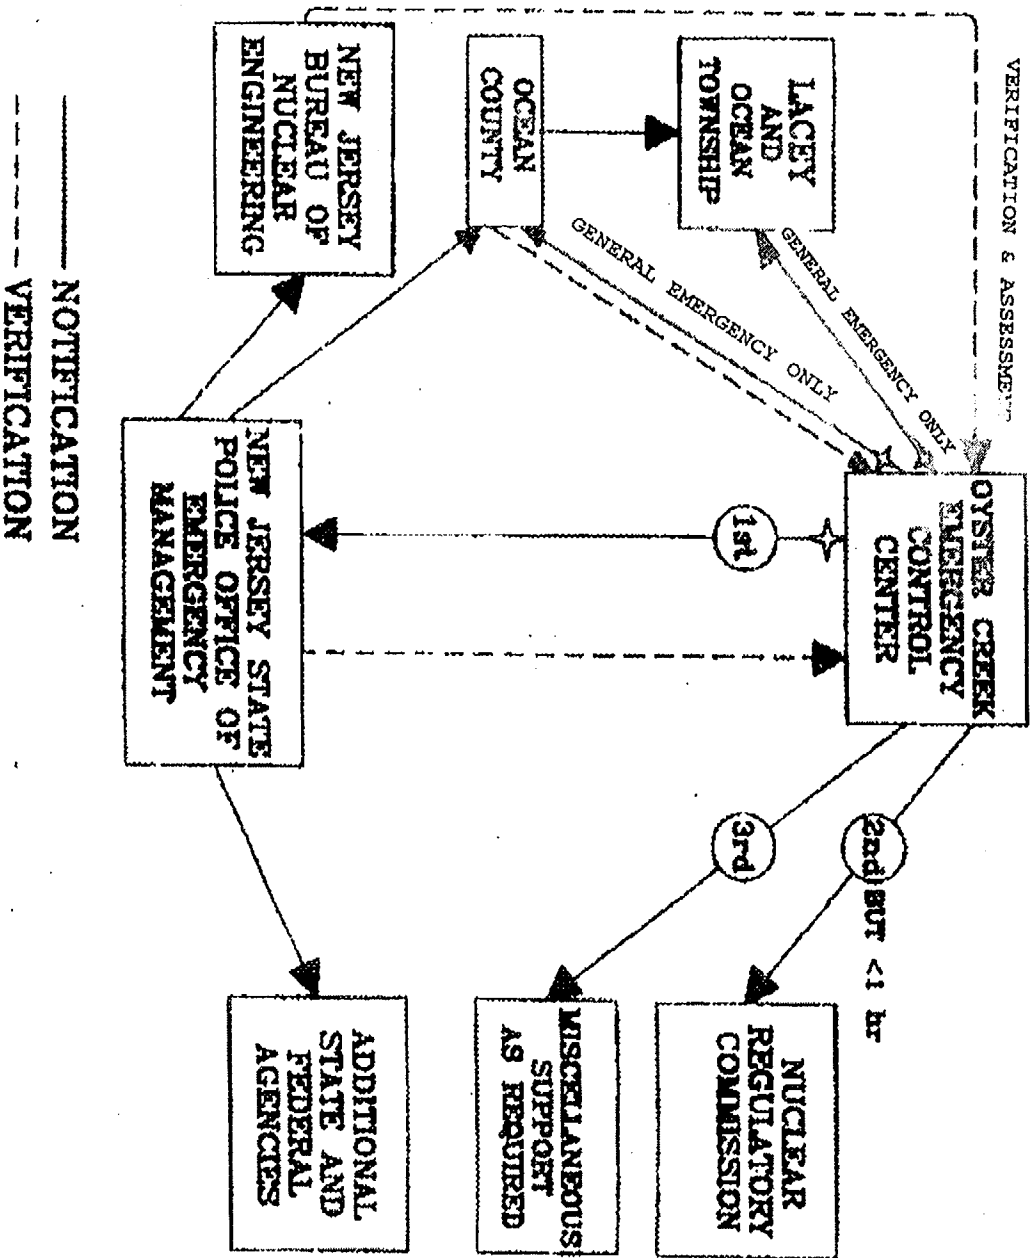 VERIFICATION & ASSESSMENT
OYSTER CREEK
EMERGENCY
CONTROL
CENTER
LACEY
AND
OCEAN
TOWNSHIP
GENERAL EMERGENCY ONLY
GENERAL EMERGENCY ONLY
OCEAN
COUNTY
1st
2nd BUT <1 hr
3rd
NUCLEAR
REGULATORY
COMMISSION
MISCELLANEOUS
SUPPORT
AS REQUIRED
NEW JERSEY
BUREAU OF
NUCLEAR
ENGINEERING
NEW JERSEY STATE
POLICE OFFICE OF
EMERGENCY
MANAGEMENT
ADDITIONAL
STATE AND
FEDERAL
AGENCIES
NOTIFICATION
VERIFICATION